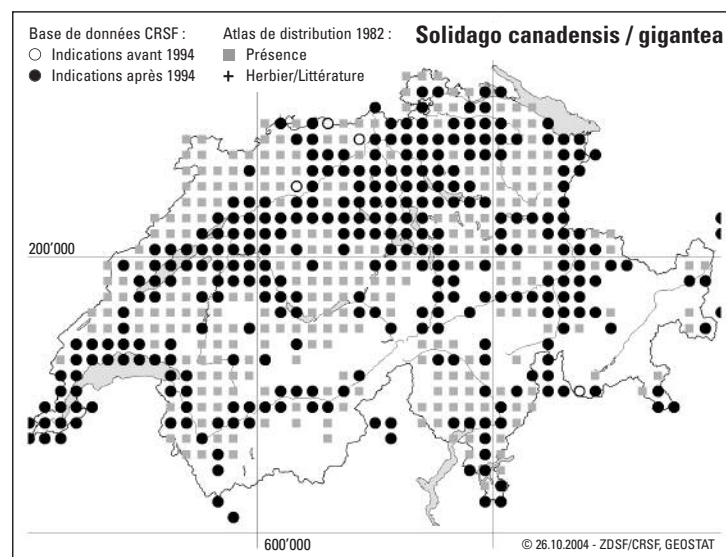 Base de données CRSF :
Indications avant 1994
Indications après 1994
Atlas de distribution 1982 :
Présence
Herbier/Littérature
Solidago canadensis / gigantea
200'000
600'000
© 26.10.2004 - ZDSF/CRSF, GEOSTAT